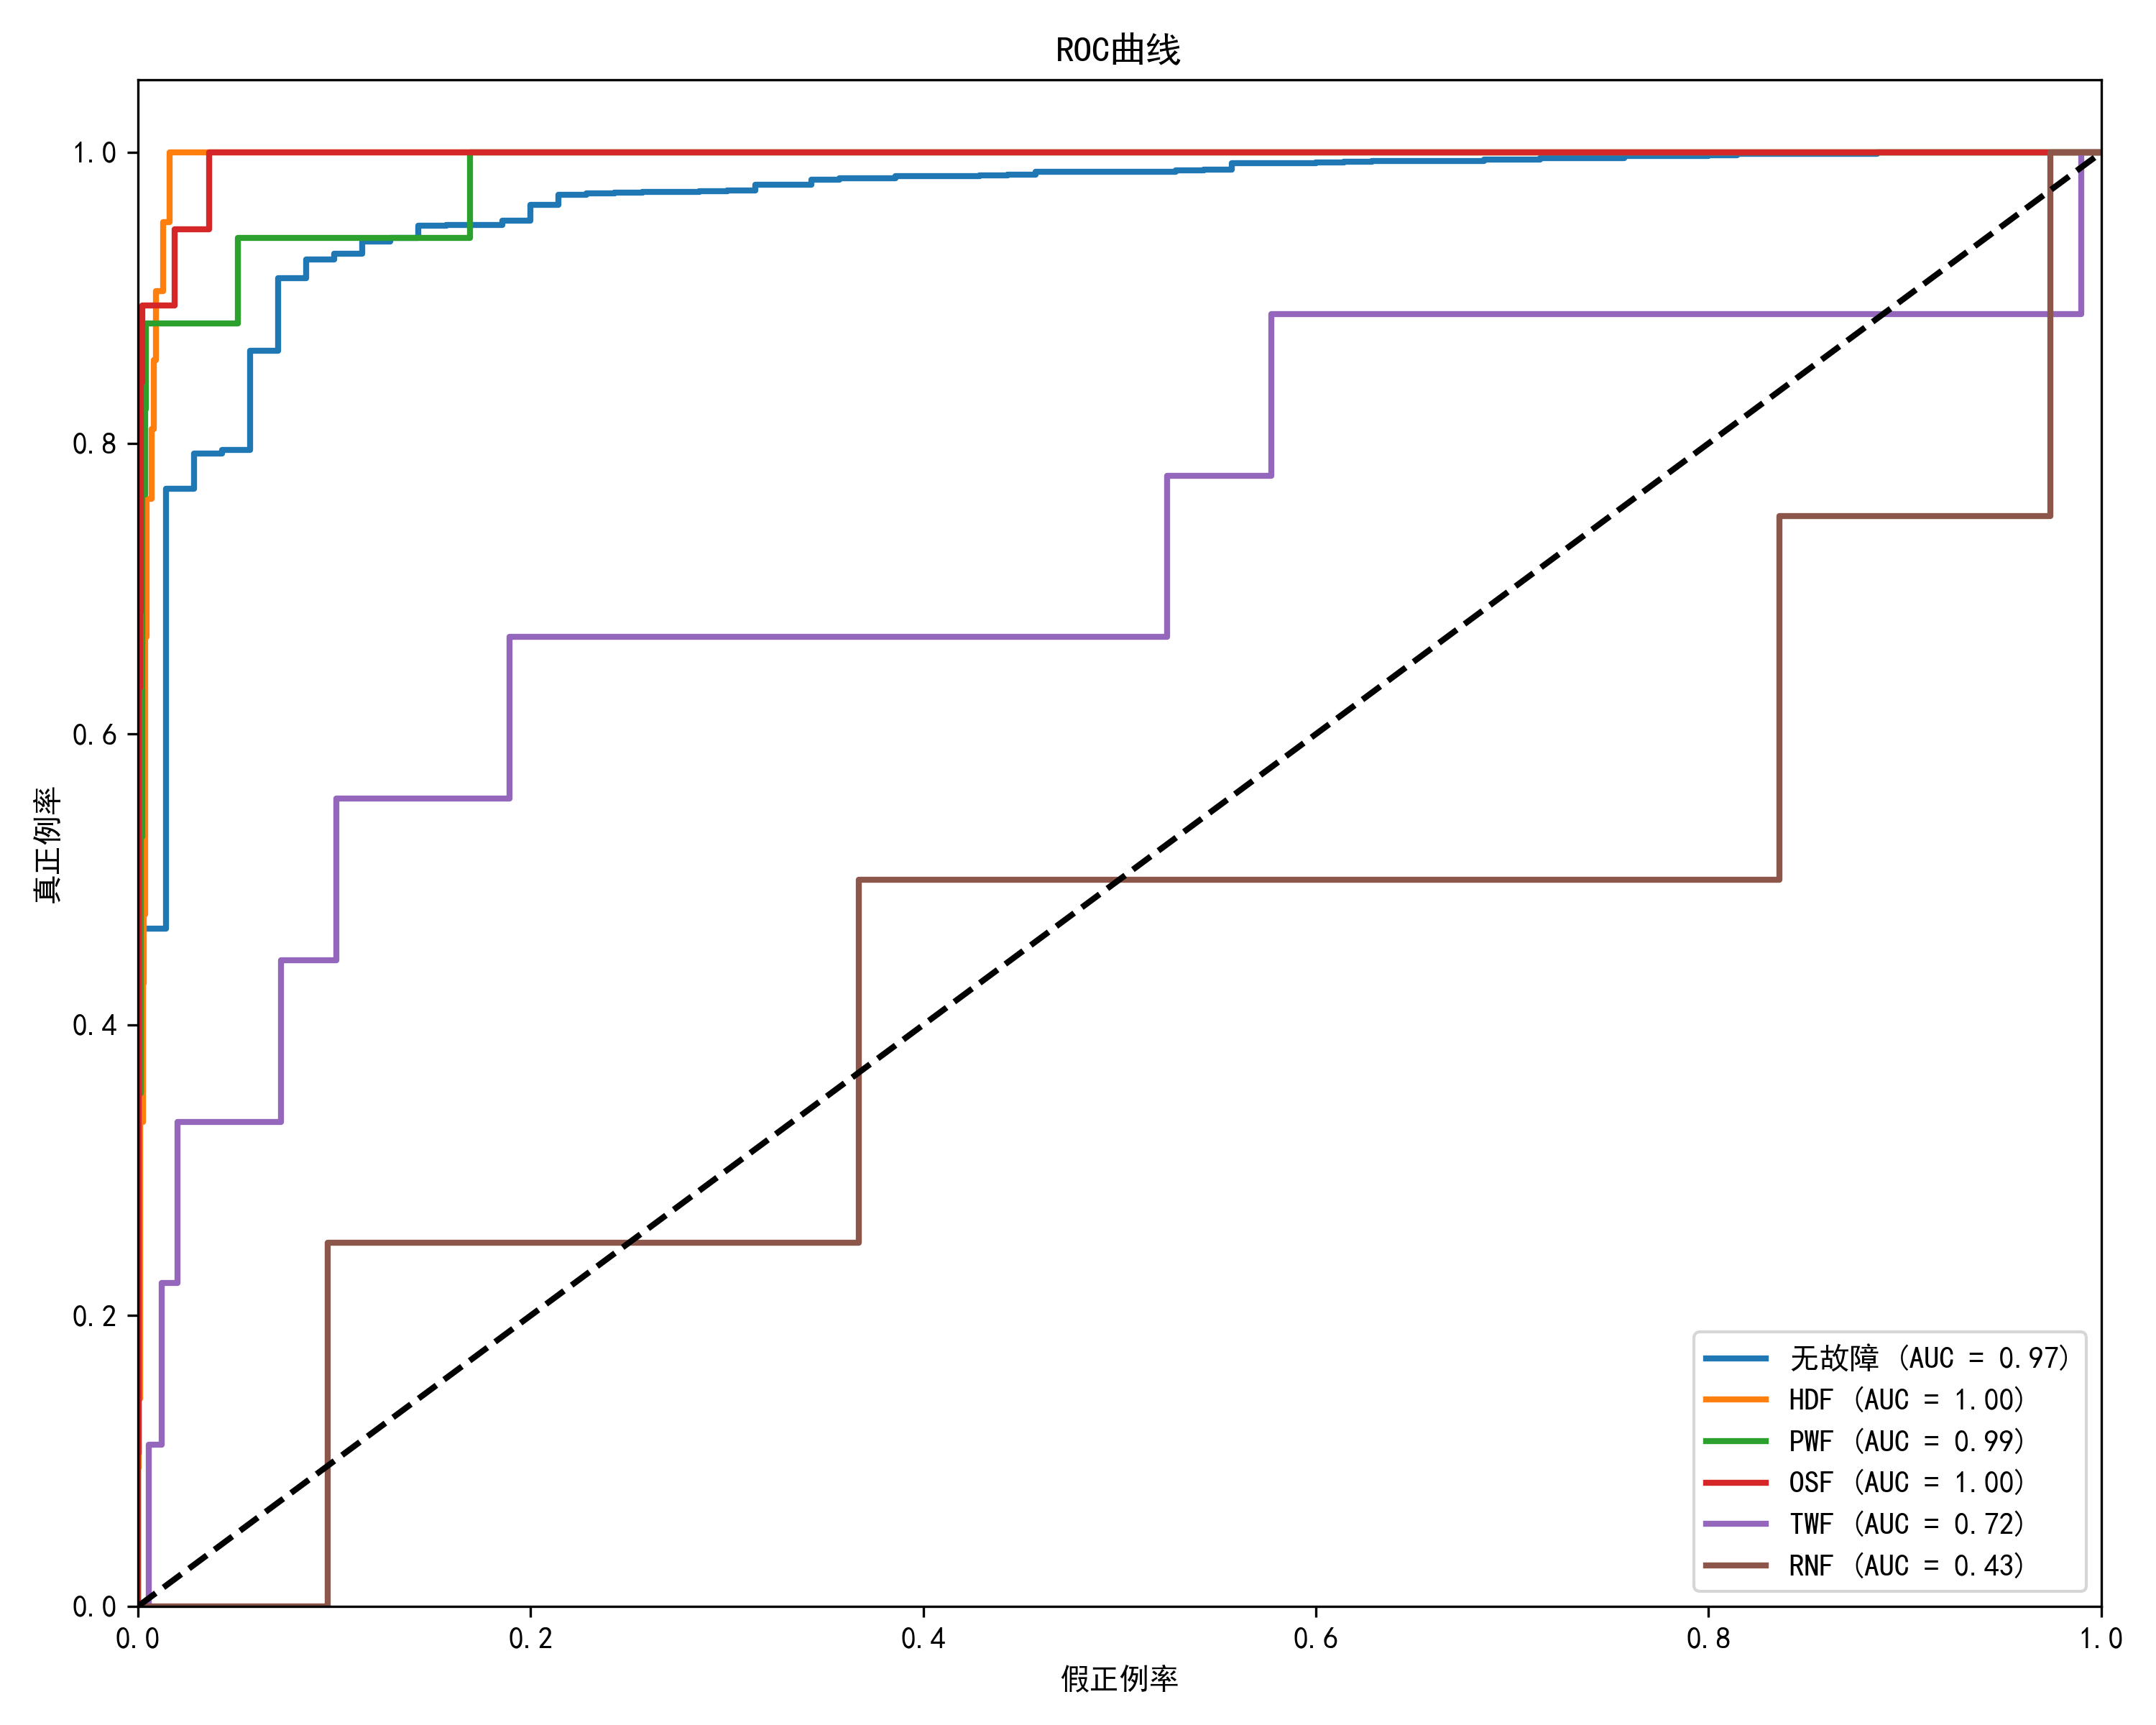 ROC曲线
真正例率
1.0
0.8
0.6
0.4
0.2
0.0
0.0 0.2 0.4 0.6 0.8 1.0
假正例率
无故障 (AUC = 0.97)
HDF (AUC = 1.00)
PWF (AUC = 0.99)
OSF (AUC = 1.00)
TWF (AUC = 0.72)
RNF (AUC = 0.43)